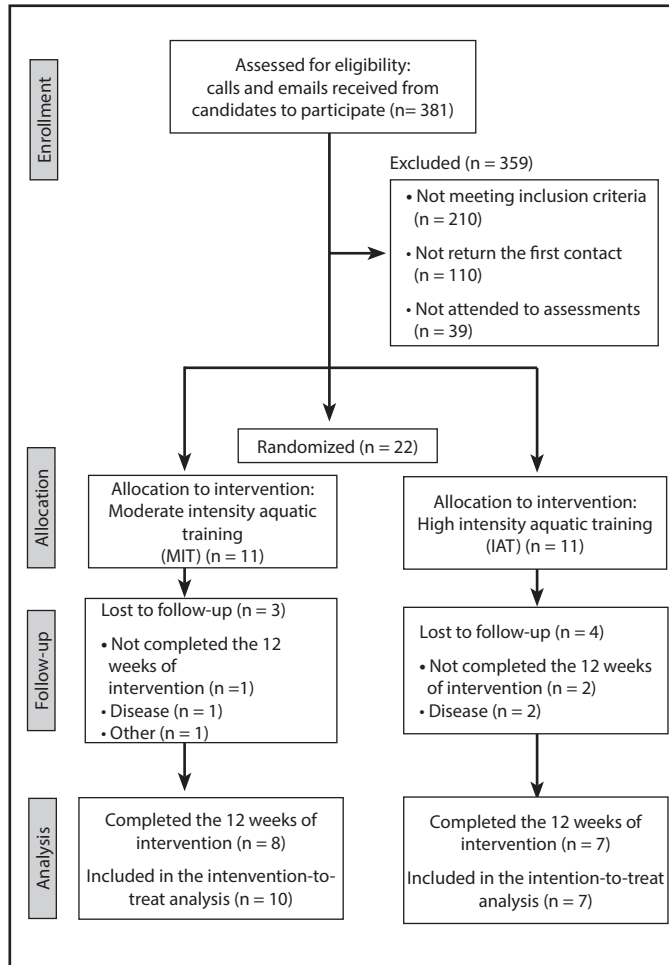 Enrollment
Assessed for eligibility:
calls and emails received from
candidates to participate (n= 381)
Excluded (n = 359)
• Not meeting inclusion criteria
(n = 210)
• Not return the first contact
(n = 110)
• Not attended to assessments
(n = 39)
Randomized (n = 22)
Allocation
Allocation to intervention:
Moderate intensity aquatic
training
(MIT) (n = 11)
Allocation to intervention:
High intensity aquatic training
(IAT) (n = 11)
Follow-up
Lost to follow-up (n = 3)
• Not completed the 12
weeks of
intervention (n =1)
• Disease (n = 1)
• Other (n = 1)
Lost to follow-up (n = 4)
• Not completed the 12 weeks
of intervention (n = 2)
• Disease (n = 2)
Analysis
Completed the 12 weeks of
intervention (n = 8)
Included in the intenvention-to-
treat analysis (n = 10)
Completed the 12 weeks of
intervention (n = 7)
Included in the intention-to-treat
analysis (n = 7)